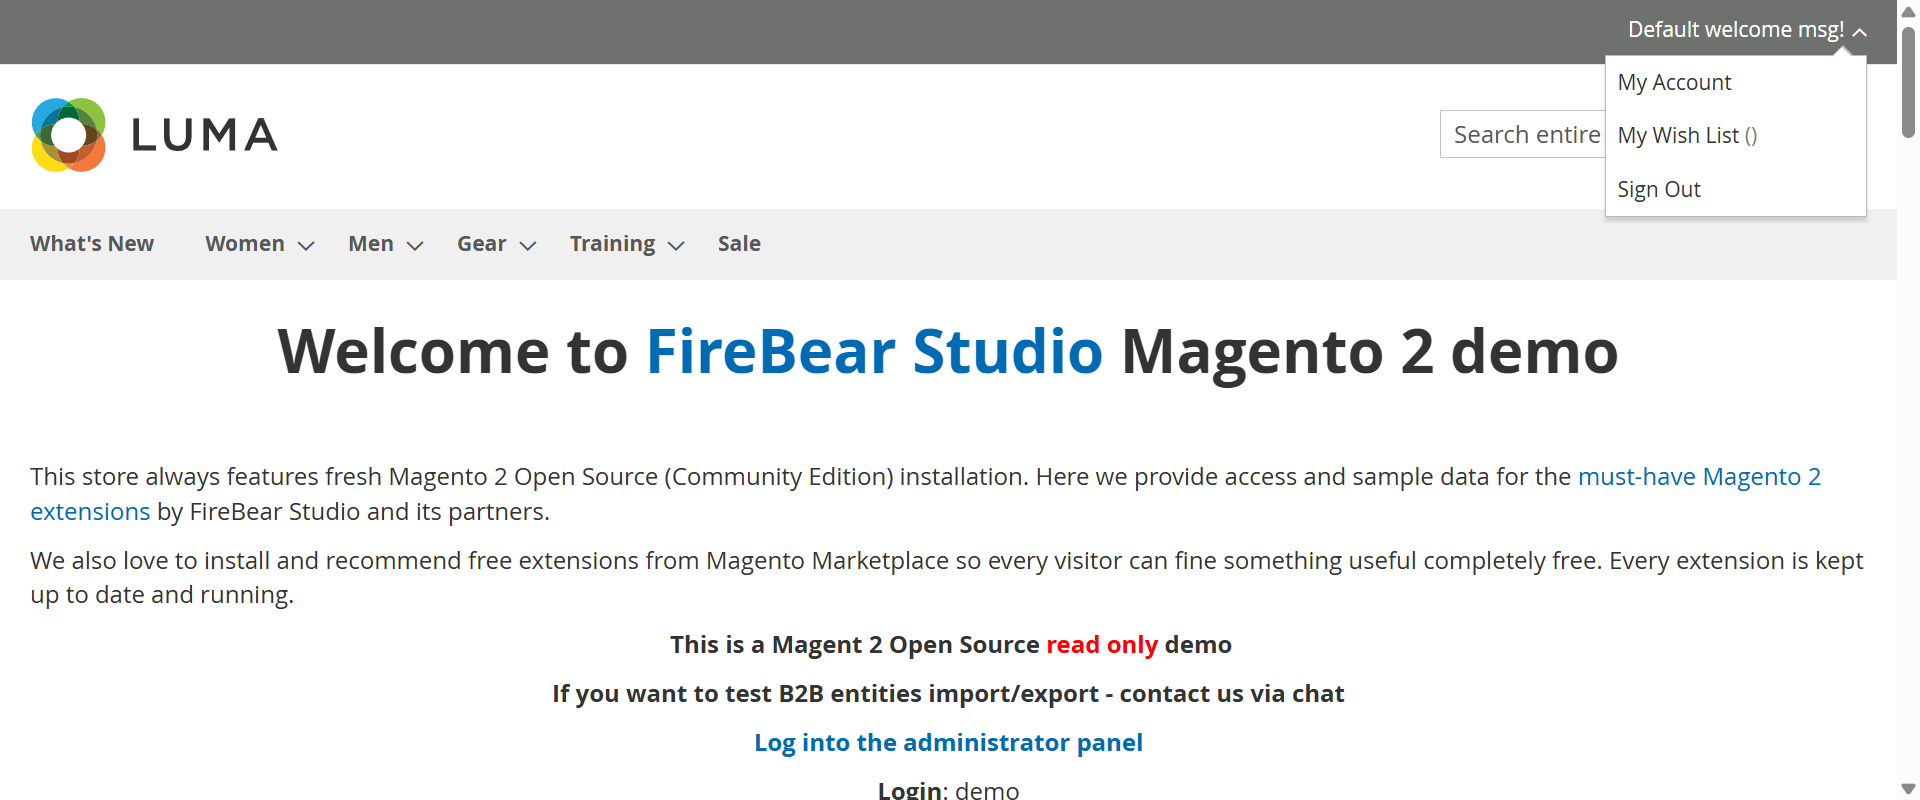 Default welcome msg!
My Account
My Wish List ()
Sign Out
LUMA
Search entire
What's New Women Men Gear Training Sale
Welcome to FireBear Studio Magento 2 demo
This store always features fresh Magento 2 Open Source (Community Edition) installation. Here we provide access and sample data for the must-have Magento 2
extensions by FireBear Studio and its partners.
We also love to install and recommend free extensions from Magento Marketplace so every visitor can fine something useful completely free. Every extension is kept
up to date and running.
This is a Magent 2 Open Source read only demo
If you want to test B2B entities import/export - contact us via chat
Log into the administrator panel
Login: demo